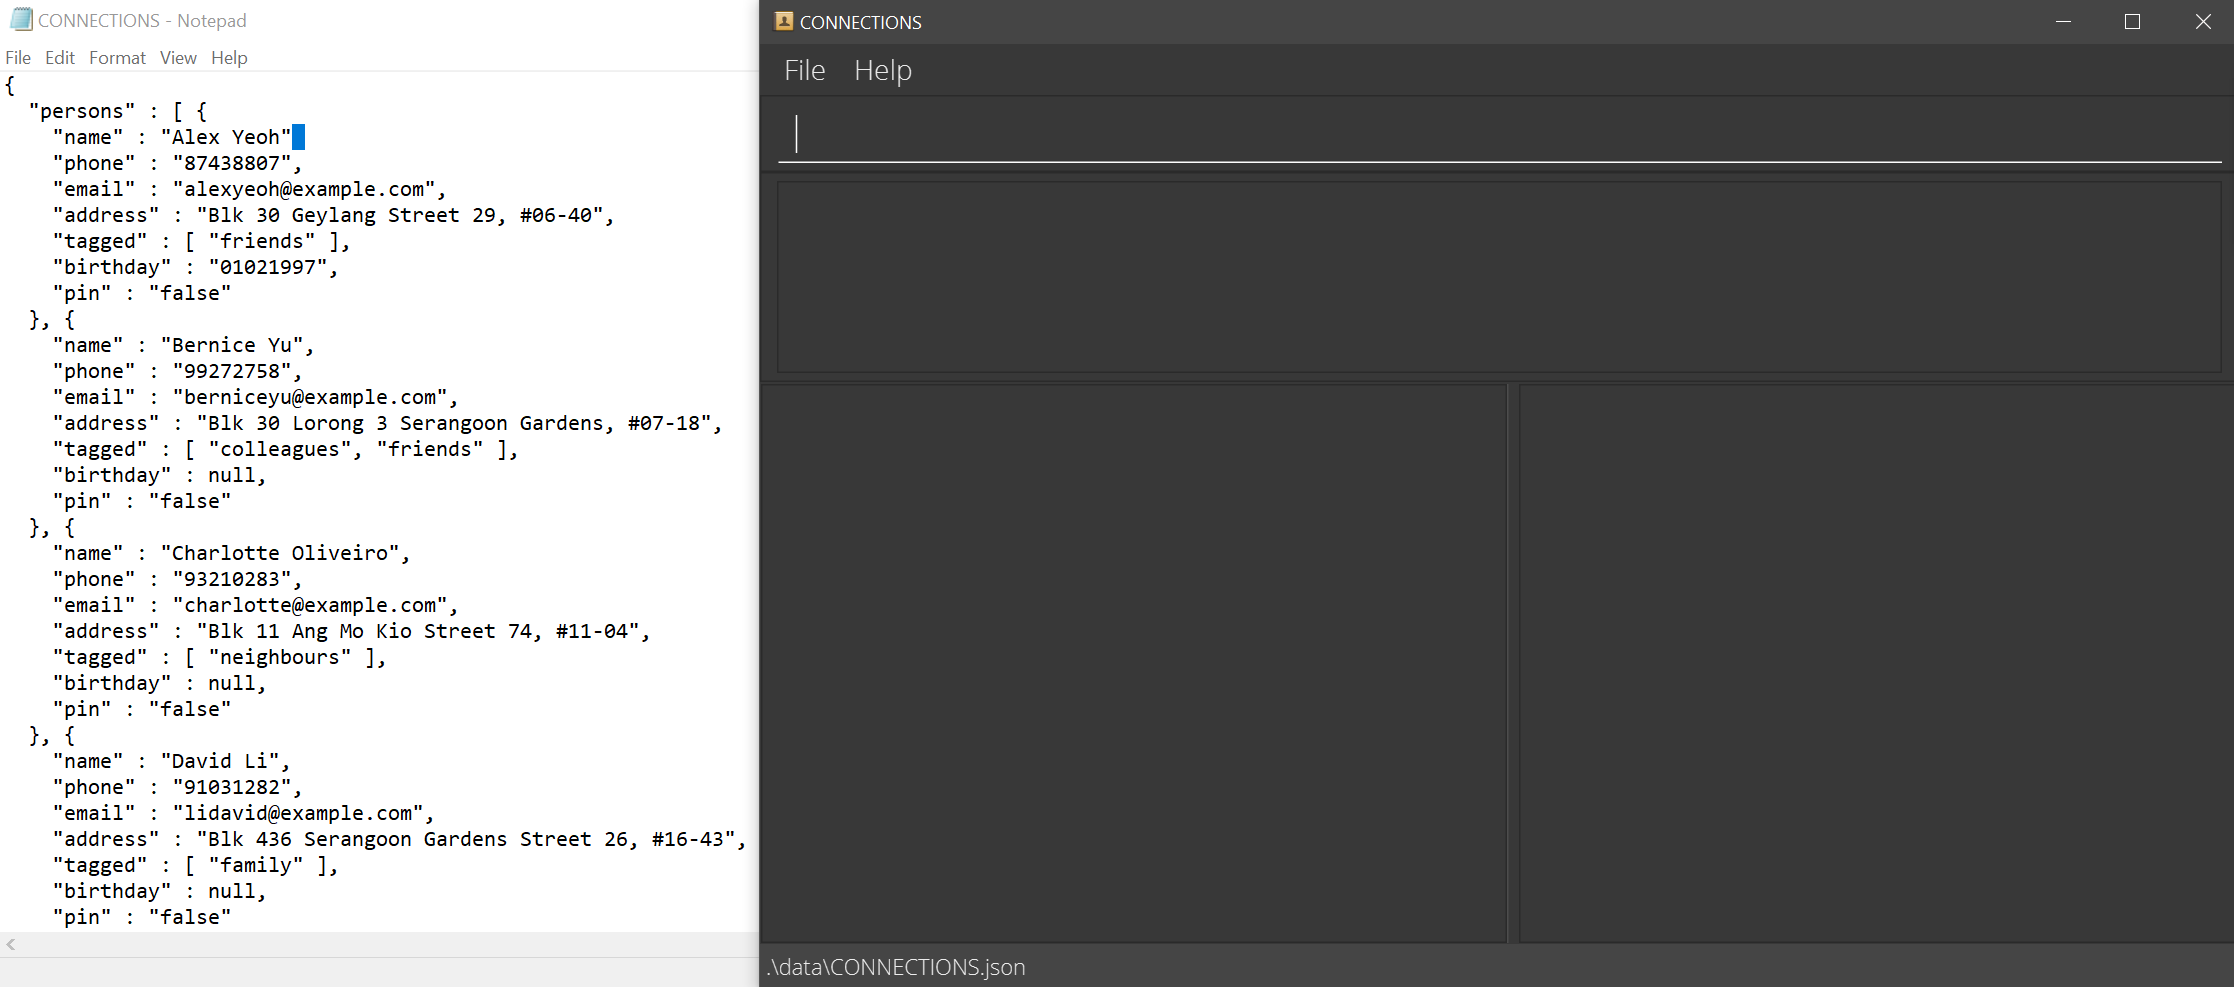 CONNECTIONS - Notepad
File Edit Format View Help
{
  "persons" : [ {
    "name" : "Alex Yeoh"
    "phone" : "87438807",
    "email" : "alexyeoh@example.com",
    "address" : "Blk 30 Geylang Street 29, #06-40",
    "tagged" : [ "friends" ],
    "birthday" : "01021997",
    "pin" : "false"
  }, {
    "name" : "Bernice Yu",
    "phone" : "99272758",
    "email" : "berniceyu@example.com",
    "address" : "Blk 30 Lorong 3 Serangoon Gardens, #07-18",
    "tagged" : [ "colleagues", "friends" ],
    "birthday" : null,
    "pin" : "false"
  }, {
    "name" : "Charlotte Oliveiro",
    "phone" : "93210283",
    "email" : "charlotte@example.com",
    "address" : "Blk 11 Ang Mo Kio Street 74, #11-04",
    "tagged" : [ "neighbours" ],
    "birthday" : null,
    "pin" : "false"
  }, {
    "name" : "David Li",
    "phone" : "91031282",
    "email" : "lidavid@example.com",
    "address" : "Blk 436 Serangoon Gardens Street 26, #16-43",
    "tagged" : [ "family" ],
    "birthday" : null,
    "pin" : "false"
CONNECTIONS
File Help
.\data\CONNECTIONS.json